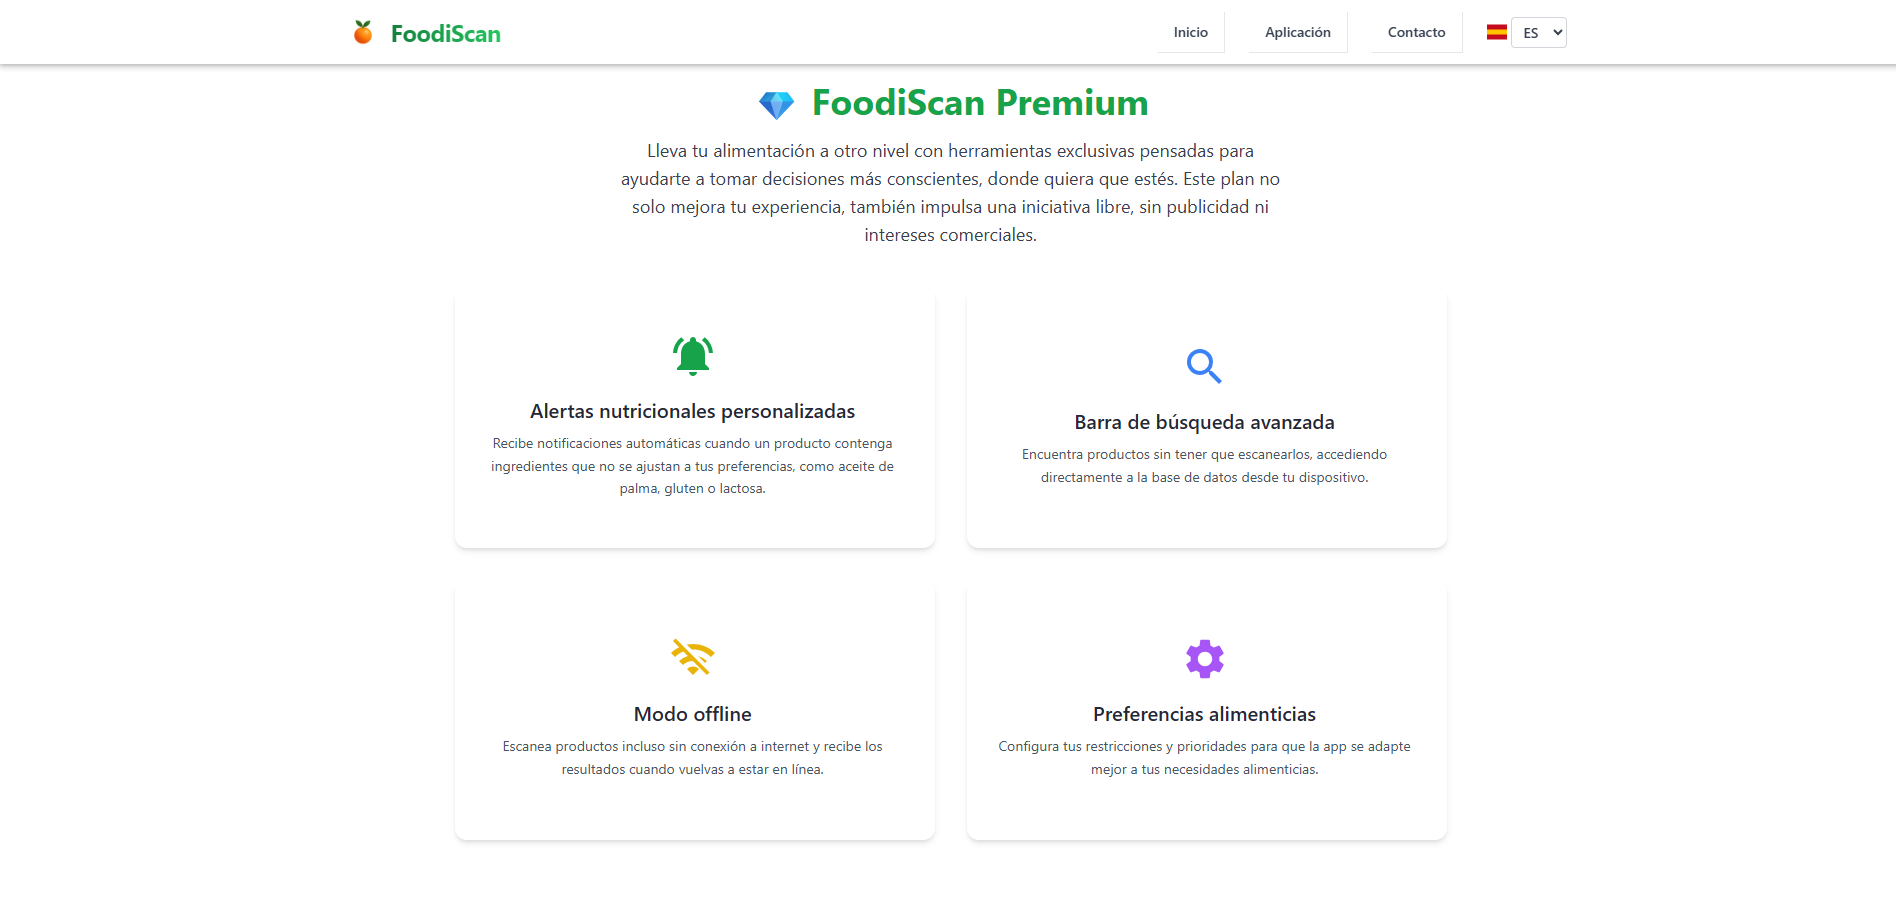 FoodiScan
Inicio
Aplicación
Contacto
ES
FoodiScan Premium
Lleva tu alimentación a otro nivel con herramientas exclusivas pensadas para
ayudarte a tomar decisiones más conscientes, donde quiera que estés. Este plan no
solo mejora tu experiencia, también impulsa una iniciativa libre, sin publicidad ni
intereses comerciales.
Alertas nutricionales personalizadas
Recibe notificaciones automáticas cuando un producto contenga
ingredientes que no se ajustan a tus preferencias, como aceite de
palma, gluten o lactosa.
Barra de búsqueda avanzada
Encuentra productos sin tener que escanearlos, accediendo
directamente a la base de datos desde tu dispositivo.
Modo offline
Escanea productos incluso sin conexión a internet y recibe los
resultados cuando vuelvas a estar en línea.
Preferencias alimenticias
Configura tus restricciones y prioridades para que la app se adapte
mejor a tus necesidades alimenticias.